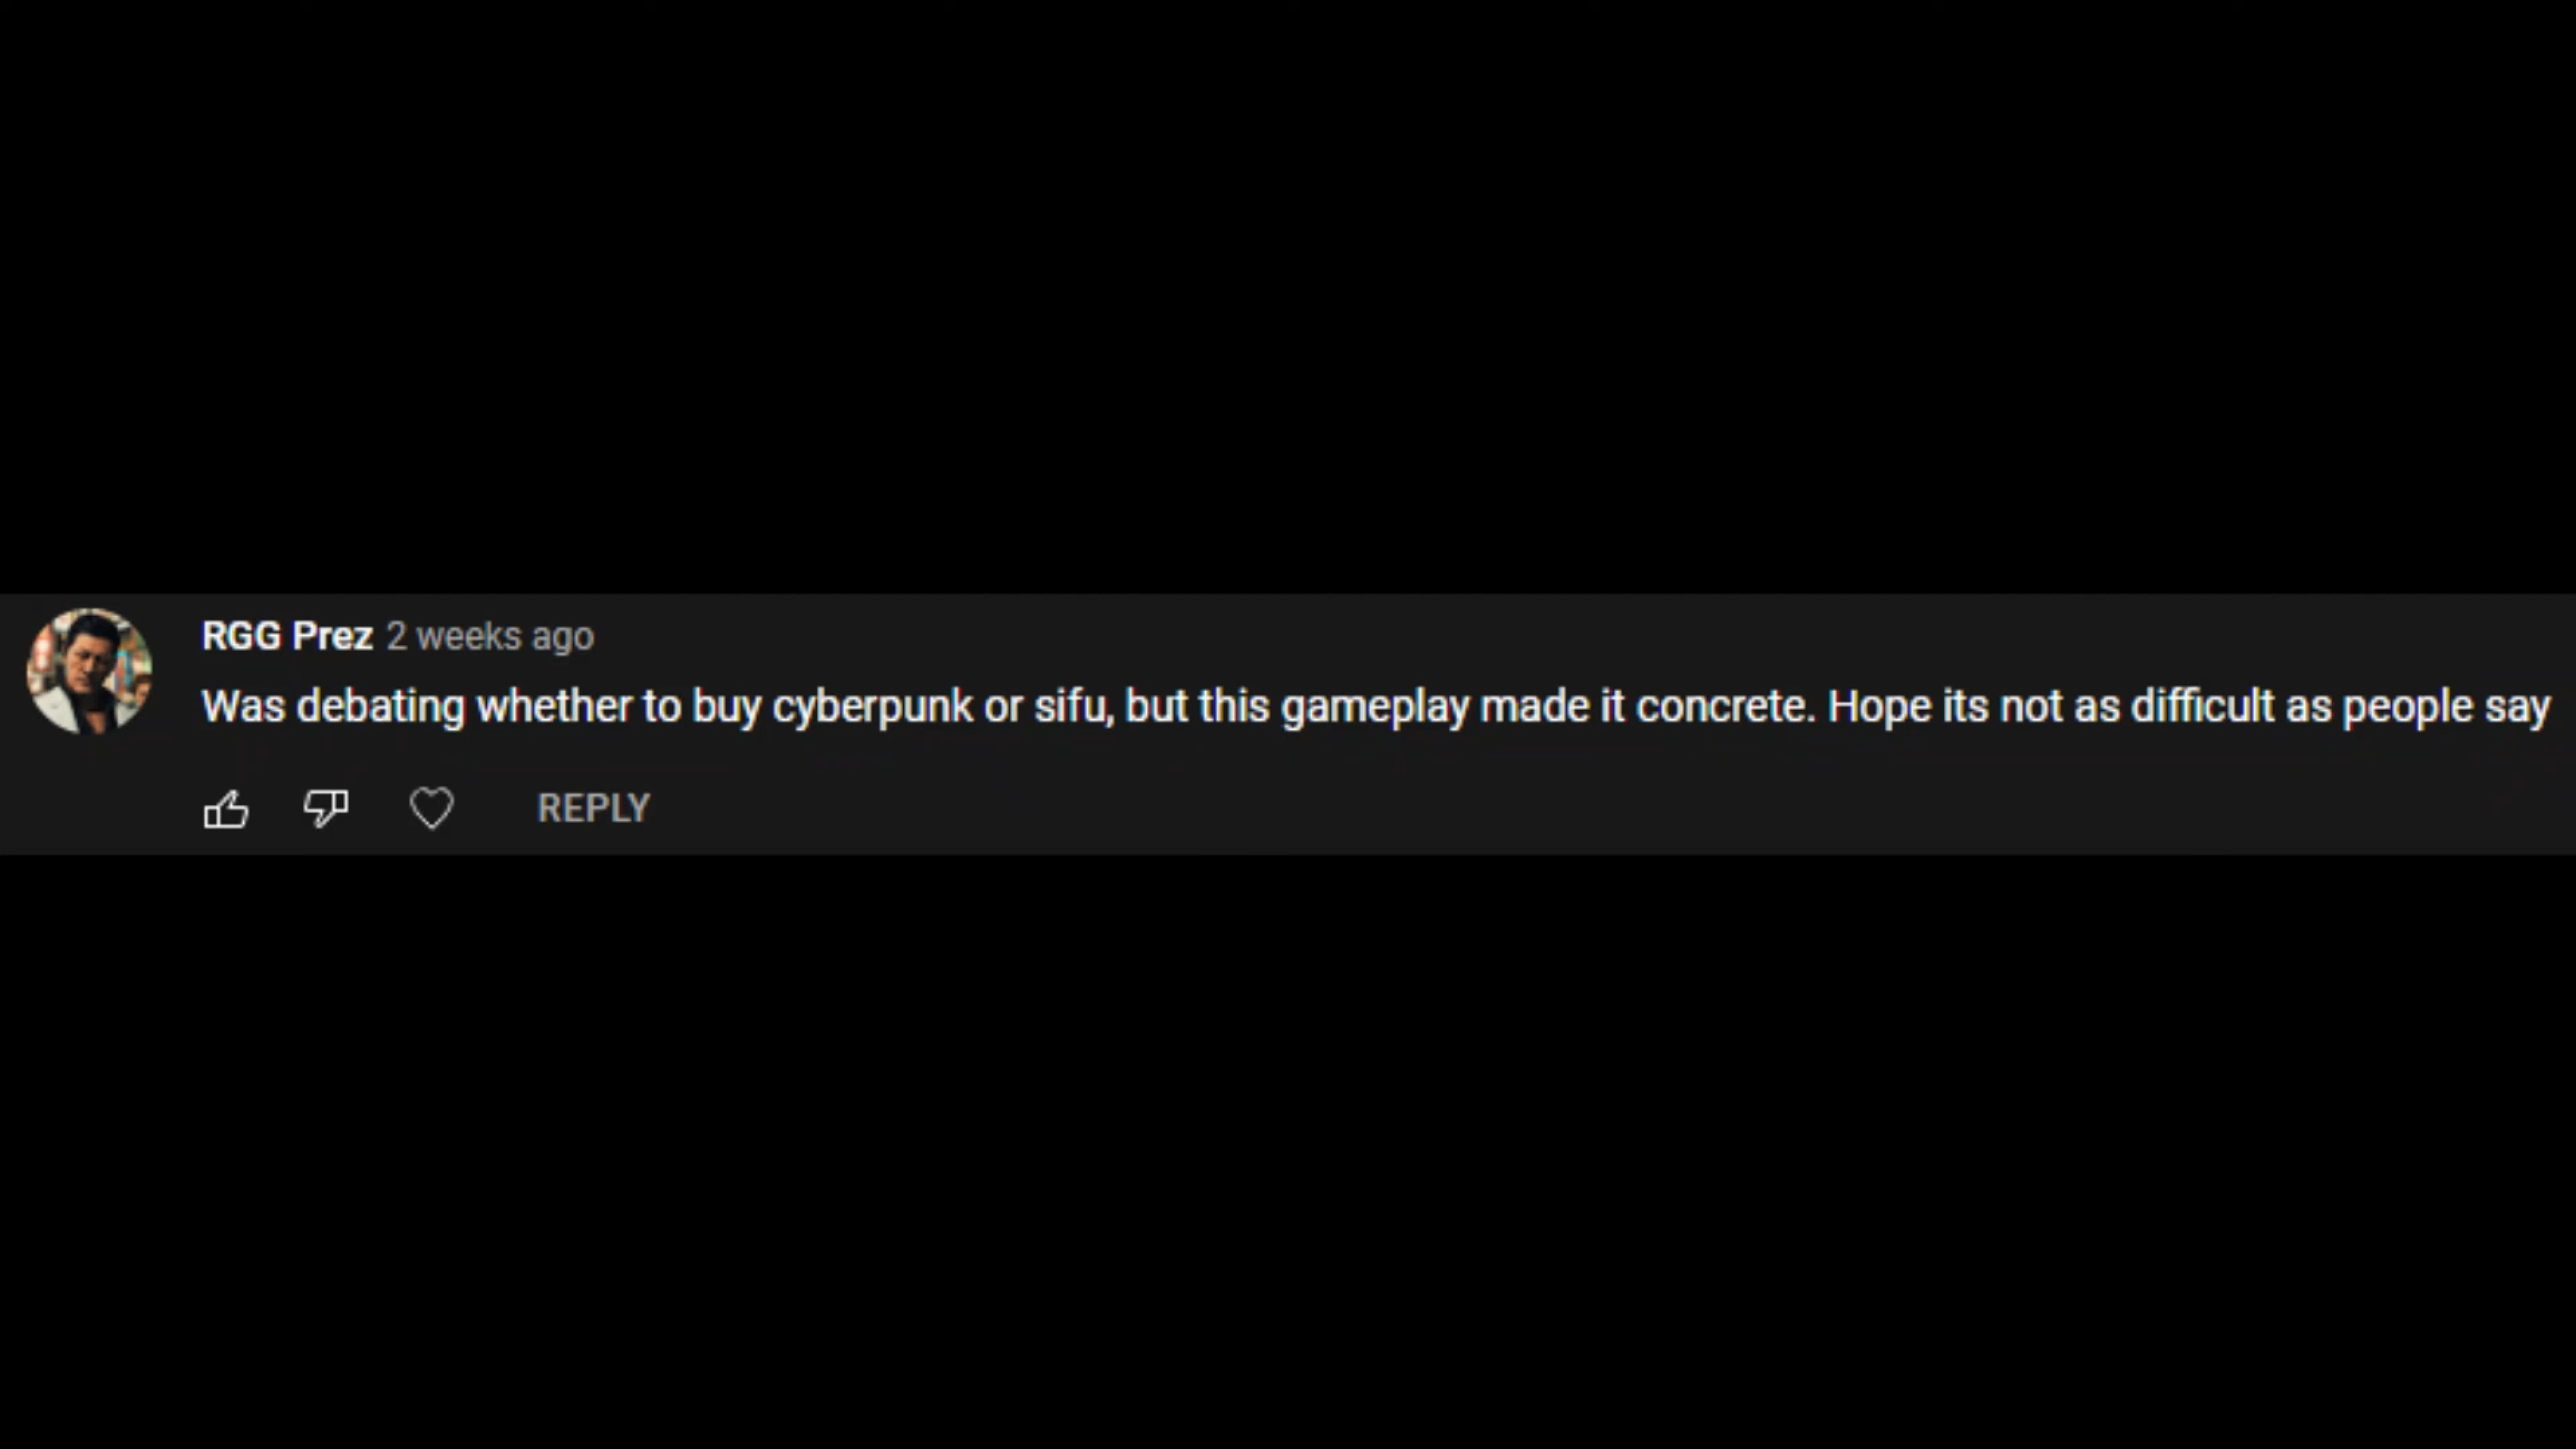 RGG Prez 2 weeks ago
Was debating whether to buy cyberpunk or sifu, but this gameplay made it concrete. Hope its not as difficult as people say
REPLY